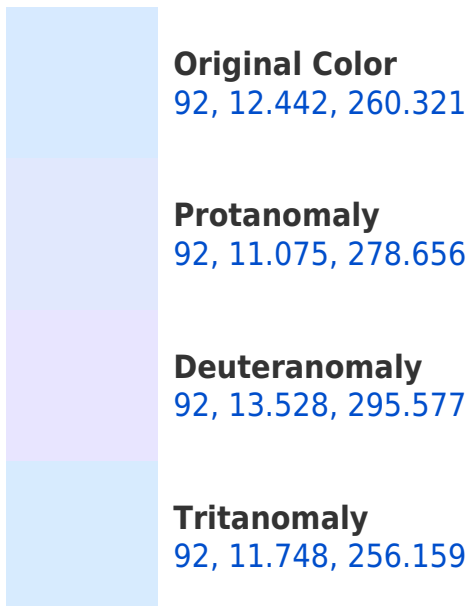 Original Color
92, 12.442, 260.321
Protanomaly
92, 11.075, 278.656
Deuteranomaly
92, 13.528, 295.577
Tritanomaly
92, 11.748, 256.159